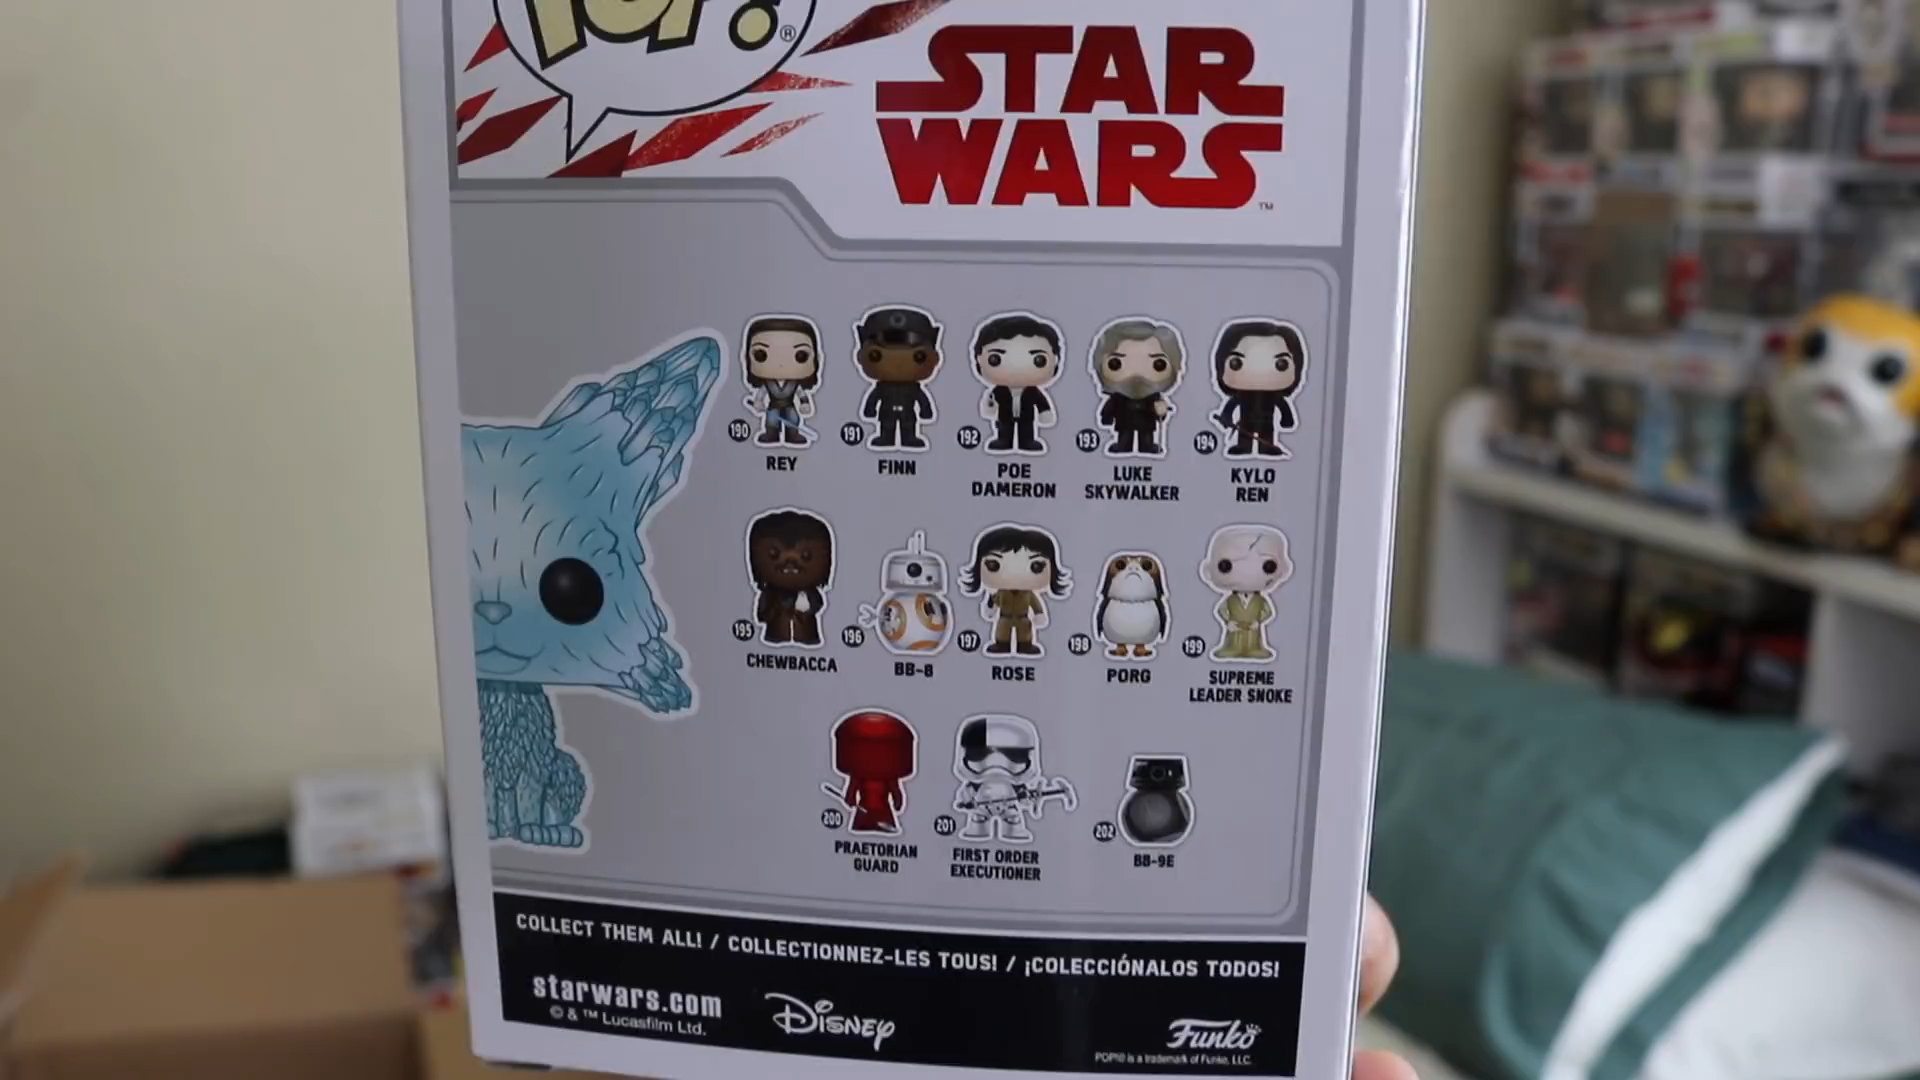 POP!®
STAR
WARS™
190
REY
191
FINN
192
POE
DAMERON
193
LUKE
SKYWALKER
194
KYLO
REN
195
CHEWBACCA
196
BB-8
197
ROSE
198
PORG
199
SUPREME
LEADER SNOKE
200
PRAETORIAN
GUARD
201
FIRST ORDER
EXECUTIONER
202
BB-9E
COLLECT THEM ALL! / COLLECTIONNEZ-LES TOUS! / ¡COLECCIÓNALOS TODOS!
starwars.com
© & ™ Lucasfilm Ltd.
Disney
Funko
POP!® is a trademark of Funko, LLC.